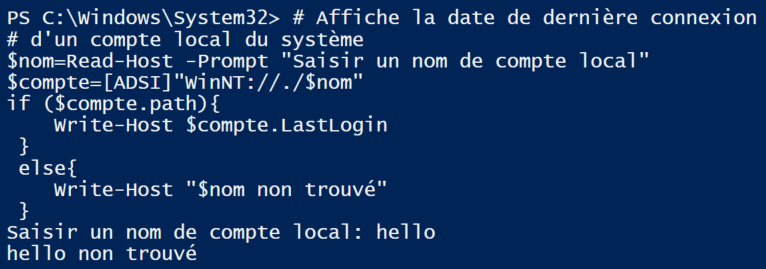 PS C:\Windows\System32> # Affiche la date de dernière connexion
# d'un compte local du système
$nom=Read-Host -Prompt "Saisir un nom de compte local"
$compte=[ADSI]"WinNT://./$nom"
if ($compte.path){
    Write-Host $compte.LastLogin
 }
 else{
    Write-Host "$nom non trouvé"
 }
Saisir un nom de compte local: hello
hello non trouvé